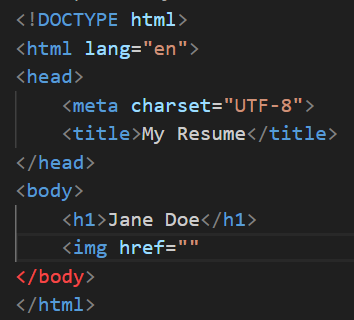 <!DOCTYPE html>
<html lang="en">
<head>
    <meta charset="UTF-8">
    <title>My Resume</title>
</head>
<body>
    <h1>Jane Doe</h1>
    <img href=""
</body>
</html>